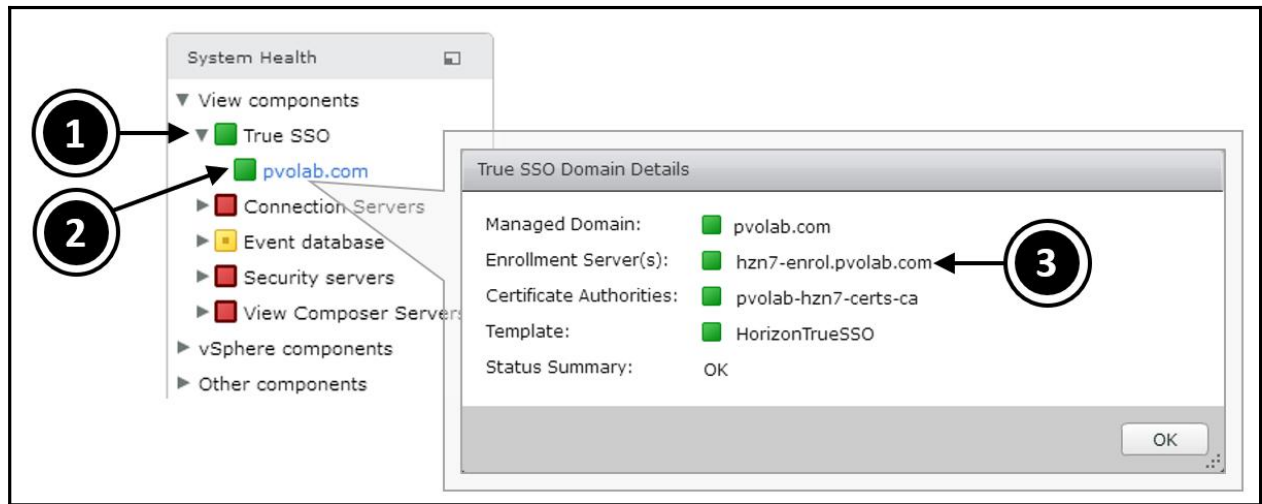 System Health
View components
1
True SSO
2
pvolab.com
Connection Servers
Event database
Security servers
View Composer Servers
vSphere components
Other components
True SSO Domain Details
Managed Domain: pvolab.com
Enrollment Server(s): hzn7-enrol.pvolab.com
3
Certificate Authorities: pvolab-hzn7-certs-ca
Template: HorizonTrueSSO
Status Summary: OK
OK